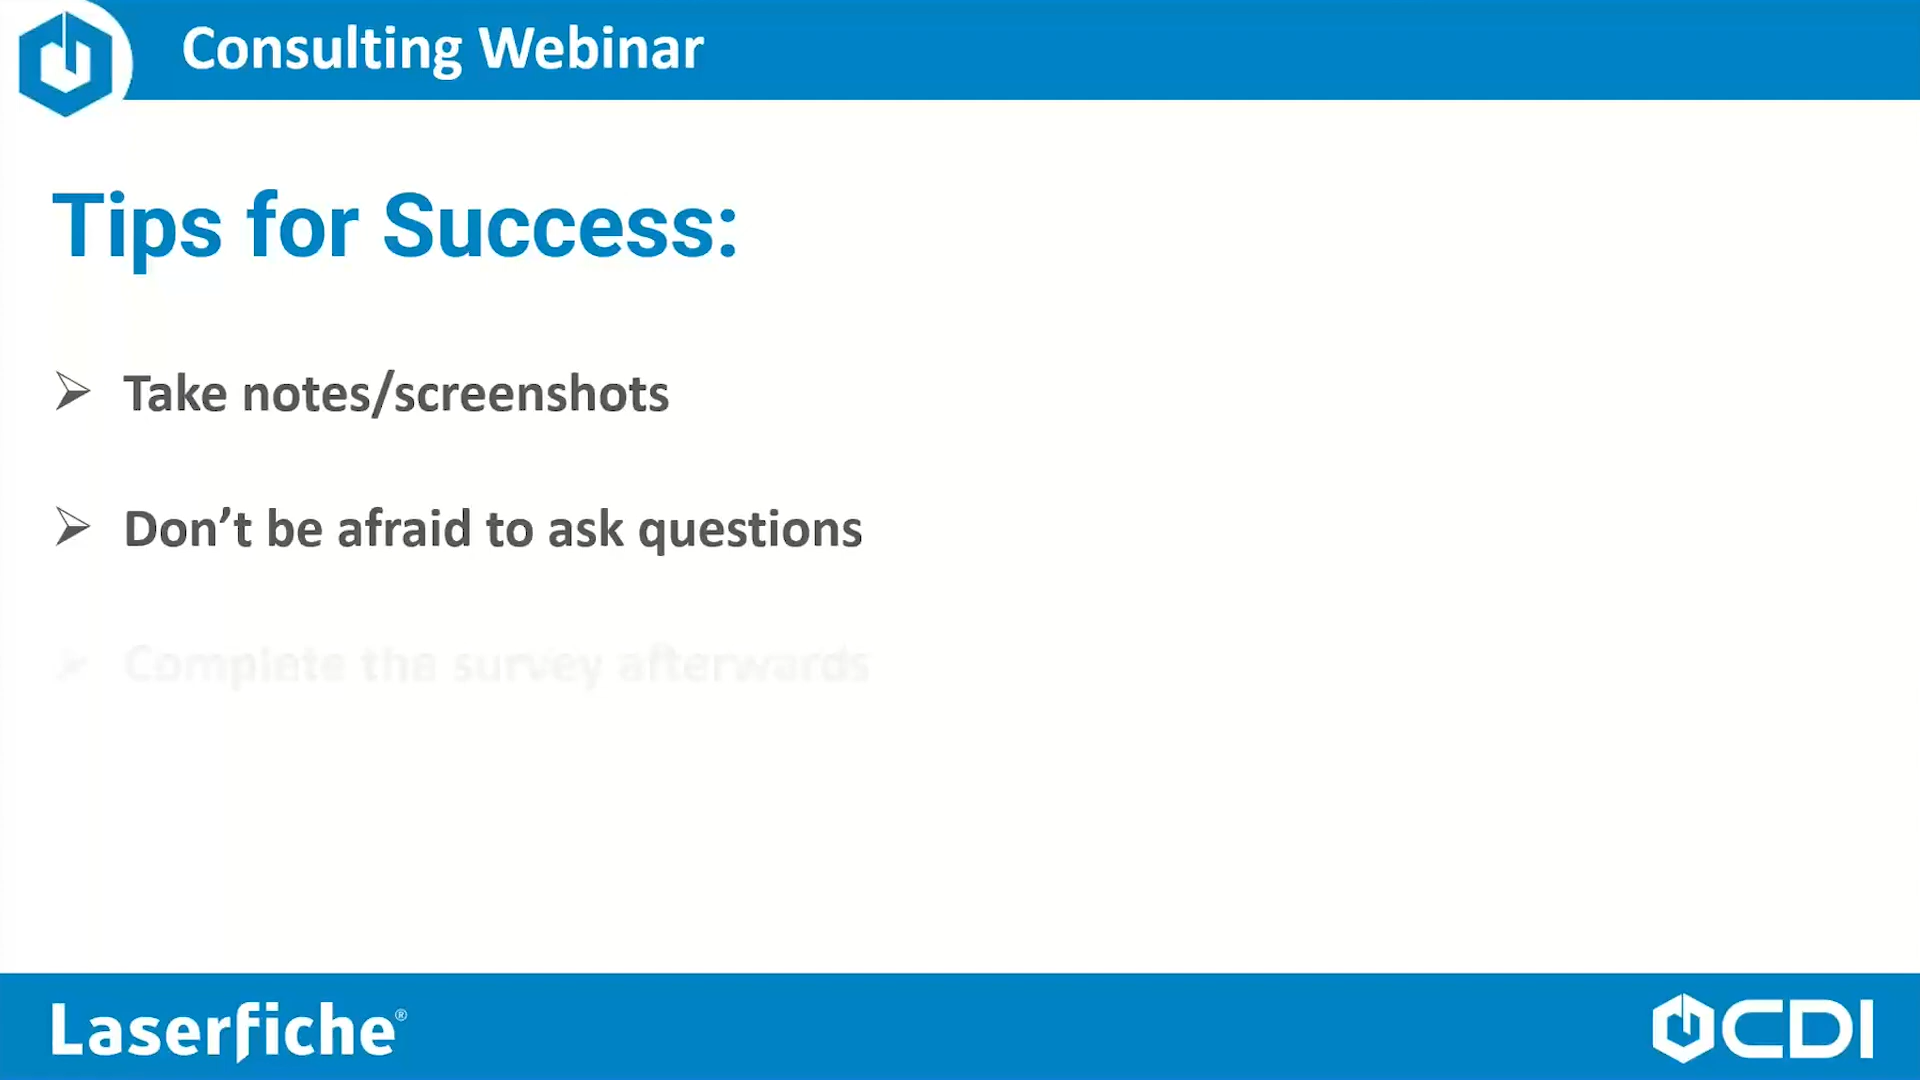 Consulting Webinar
Tips for Success:
➢ Take notes/screenshots
➢ Don’t be afraid to ask questions
➢ Complete the survey afterwards
Laserfiche®
CDI